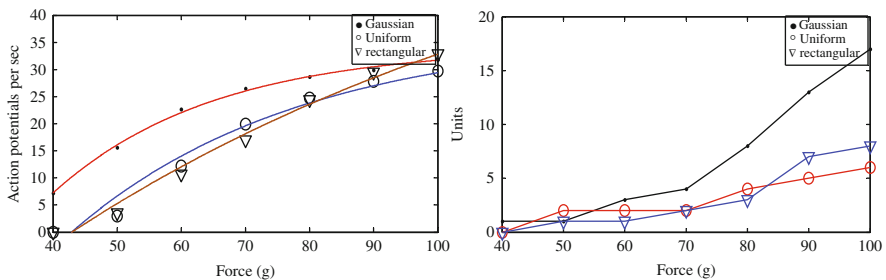 40
35
30
25
20
15
10
5
0
Action potentials per sec
40 50 60 70 80 90 100
Force (g)
Gaussian
Uniform
rectangular
20
15
10
5
0
Units
40 50 60 70 80 90 100
Force (g)
Gaussian
Uniform
rectangular